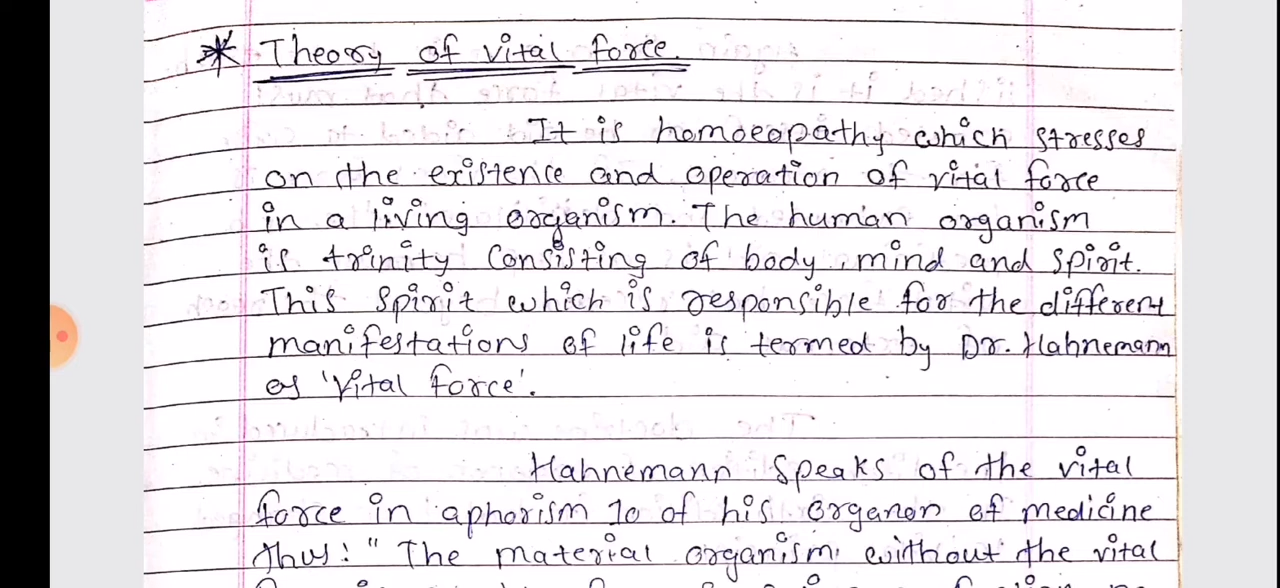 * Theory of vital force.
It is homoeopathy which stresses
on the existence and operation of vital force
in a living organism. The human organism
is trinity consisting of body, mind and spirit.
This spirit which is responsible for the different
manifestations of life is termed by Dr. Hahnemann
as 'Vital force'.
Hahnemann speaks of the vital
force in aphorism 10 of his organon of medicine
thus: " The material organism, without the vital